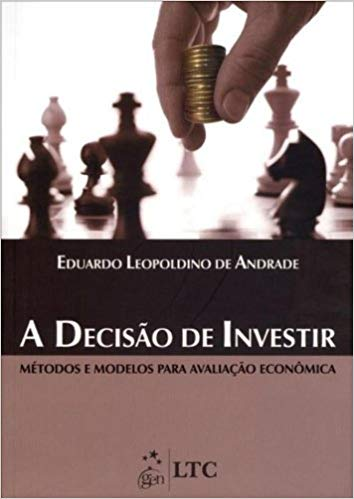 EDUARDO LEOPOLDINO DE ANDRADE
A DECISÃO DE INVESTIR
MÉTODOS E MODELOS PARA AVALIAÇÃO ECONÔMICA
gen
LTC